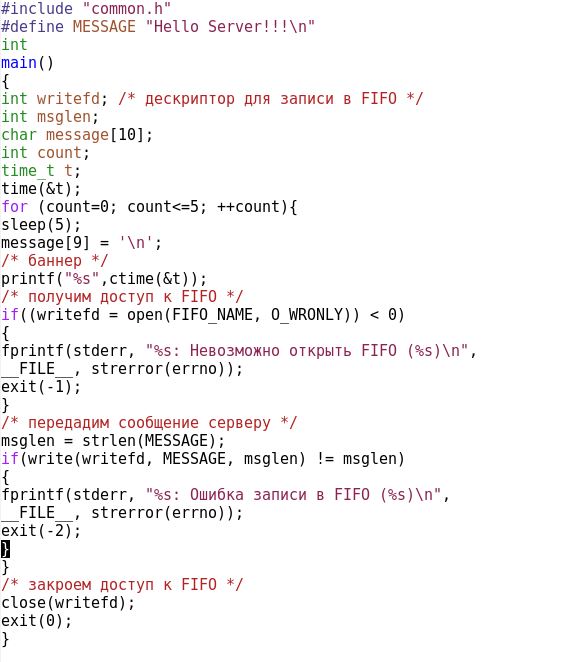 #include "common.h"
#define MESSAGE "Hello Server!!!\n"
int
main()
{
int writefd; /* дескриптор для записи в FIFO */
int msglen;
char message[10];
int count;
time_t t;
time(&t);
for (count=0; count<=5; ++count){
sleep(5);
message[9] = '\n';
/* баннер */
printf("%s",ctime(&t));
/* получим доступ к FIFO */
if((writefd = open(FIFO_NAME, O_WRONLY)) < 0)
{
fprintf(stderr, "%s: Невозможно открыть FIFO (%s)\n",
__FILE__, strerror(errno));
exit(-1);
}
/* передадим сообщение серверу */
msglen = strlen(MESSAGE);
if(write(writefd, MESSAGE, msglen) != msglen)
{
fprintf(stderr, "%s: Ошибка записи в FIFO (%s)\n",
__FILE__, strerror(errno));
exit(-2);
}
}
/* закроем доступ к FIFO */
close(writefd);
exit(0);
}